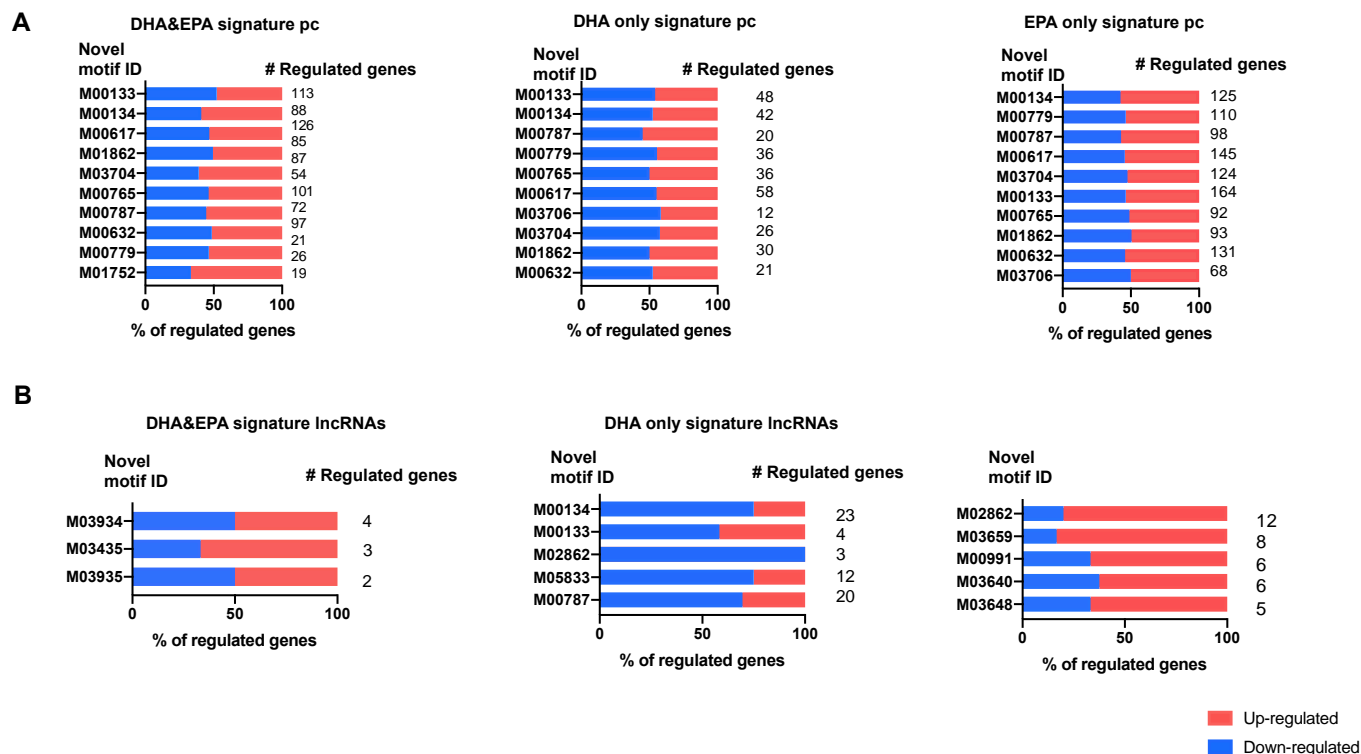 A
DHA&EPA signature pc
Novel
motif ID
# Regulated genes
M00133 113
M00134 88
M00617 126
85
M01862 87
M03704 54
M00765 101
M00787 72
97
M00632 21
M00779 26
M01752 19
0 50 100
% of regulated genes
DHA only signature pc
Novel
motif ID
# Regulated genes
M00133 48
M00134 42
M00787 20
M00779 36
M00765 36
M00617 58
M03706 12
M03704 26
M01862 30
M00632 21
0 50 100
% of regulated genes
EPA only signature pc
Novel
motif ID
# Regulated genes
M00134 125
M00779 110
M00787 98
M00617 145
M03704 124
M00133 164
M00765 92
M01862 93
M00632 131
M03706 68
0 50 100
% of regulated genes
B
DHA&EPA signature lncRNAs
Novel
motif ID
# Regulated genes
M03934 4
M03435 3
M03935 2
0 50 100
% of regulated genes
DHA only signature lncRNAs
Novel
motif ID
# Regulated genes
M00134 23
M00133 4
M02862 3
M05833 12
M00787 20
0 50 100
% of regulated genes
Novel
motif ID
M02862 12
M03659 8
M00991 6
M03640 6
M03648 5
0 50 100
% of regulated genes
Up-regulated
Down-regulated